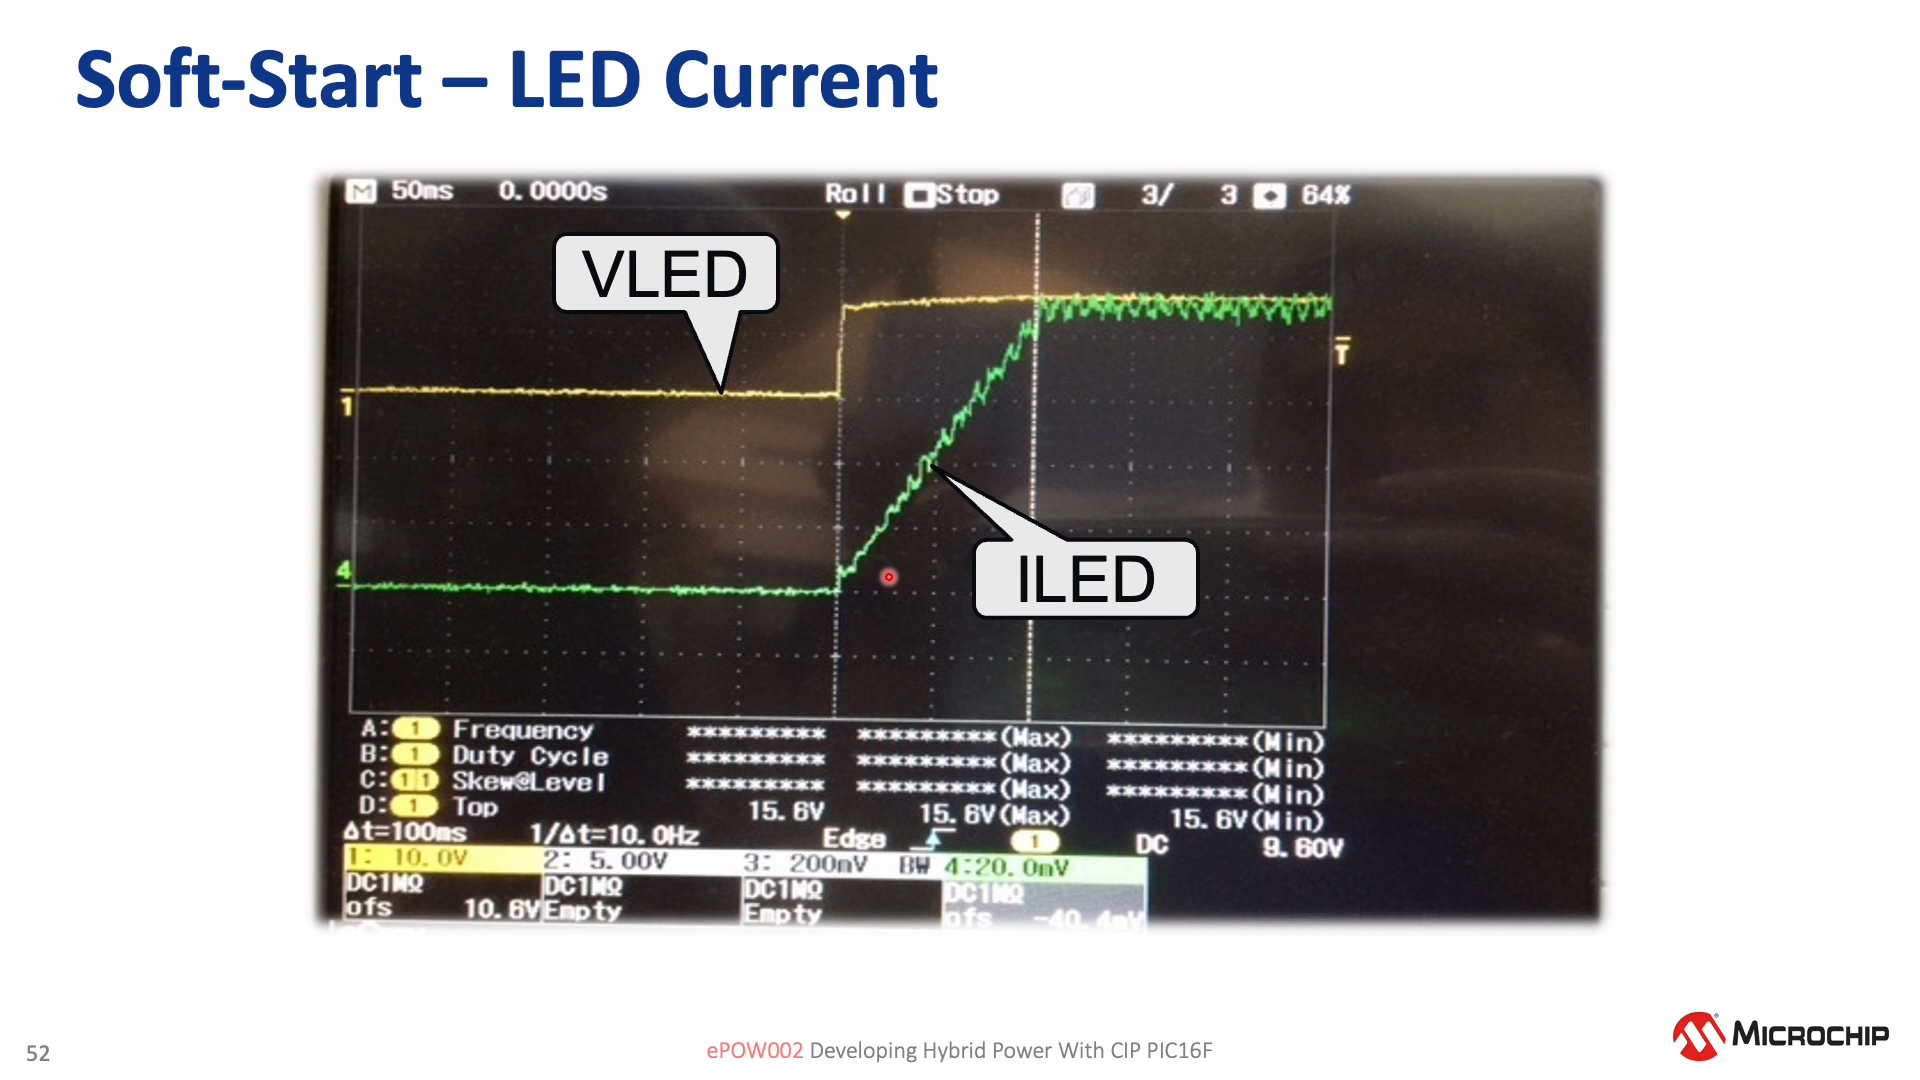 Soft-Start – LED Current
M 50ms 0.0000s Roll Stop 3/ 3 64%
VLED
T
1
4
ILED
A: 1 Frequency ********* *********(Max) *********(Min)
B: 1 Duty Cycle ********* *********(Max) *********(Min)
C: 1 1 Skew@Level ********* *********(Max) *********(Min)
D: 1 Top 15.6V 15.6V(Max) 15.6V(Min)
Δt=100ms 1/Δt=10.0Hz Edge 1 DC 9.60V
1: 10.0V 2: 5.00V 3: 200mV BW 4:20.0mV
DC1MΩ DC1MΩ DC1MΩ DC1MΩ
ofs 10.6V Empty Empty ofs -40.4mV
52
ePOW002 Developing Hybrid Power With CIP PIC16F
MICROCHIP